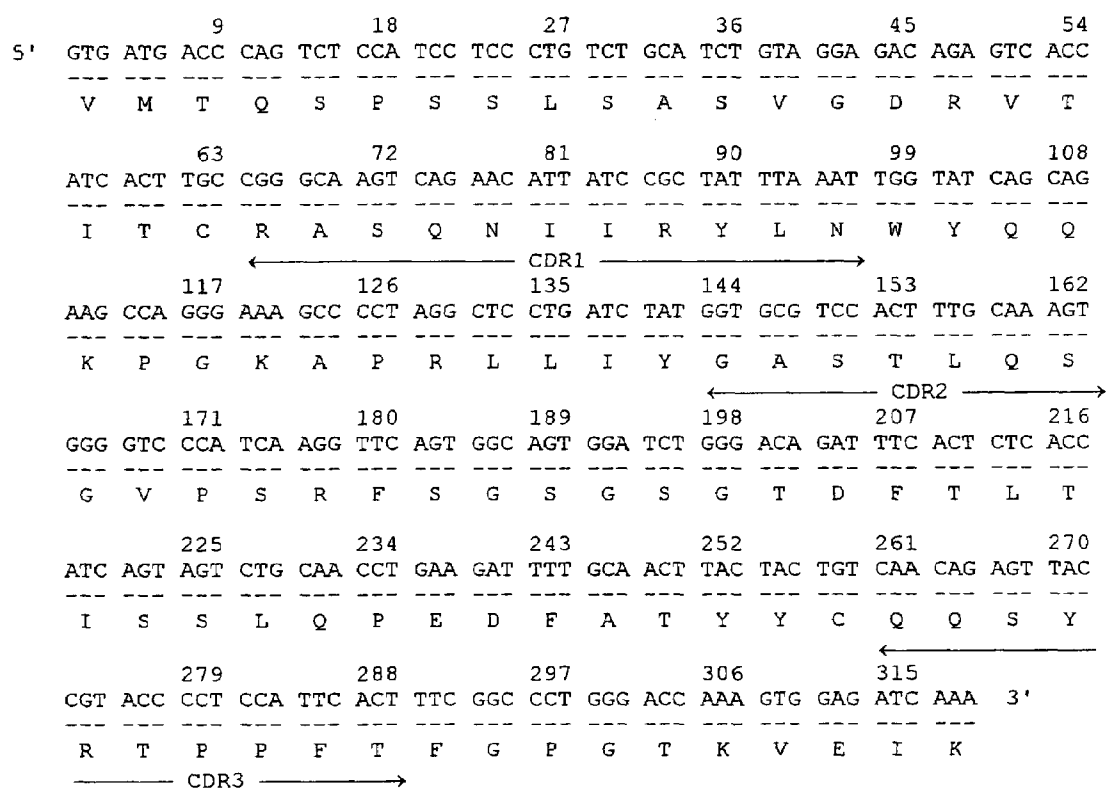 9 18 27 36 45 54
5' GTG ATG ACC CAG TCT CCA TCC TCC CTG TCT GCA TCT GTA GGA GAC AGA GTC ACC
--- --- --- --- --- --- --- --- --- --- --- --- --- --- --- --- --- ---
V M T Q S P S S L S A S V G D R V T
63 72 81 90 99 108
ATC ACT TGC CGG GCA AGT CAG AAC ATT ATC CGC TAT TTA AAT TGG TAT CAG CAG
--- --- --- --- --- --- --- --- --- --- --- --- --- --- --- --- --- ---
I T C R A S Q N I I R Y L N W Y Q Q
CDR1
117 126 135 144 153 162
AAG CCA GGG AAA GCC CCT AGG CTC CTG ATC TAT GGT GCG TCC ACT TTG CAA AGT
--- --- --- --- --- --- --- --- --- --- --- --- --- --- --- --- --- ---
K P G K A P R L L I Y G A S T L Q S
CDR2
171 180 189 198 207 216
GGG GTC CCA TCA AGG TTC AGT GGC AGT GGA TCT GGG ACA GAT TTC ACT CTC ACC
--- --- --- --- --- --- --- --- --- --- --- --- --- --- --- --- --- ---
G V P S R F S G S G S G T D F T L T
225 234 243 252 261 270
ATC AGT AGT CTG CAA CCT GAA GAT TTT GCA ACT TAC TAC TGT CAA CAG AGT TAC
--- --- --- --- --- --- --- --- --- --- --- --- --- --- --- --- --- ---
I S S L Q P E D F A T Y Y C Q Q S Y
279 288 297 306 315
CGT ACC CCT CCA TTC ACT TTC GGC CCT GGG ACC AAA GTG GAG ATC AAA 3'
--- --- --- --- --- --- --- --- --- --- --- --- --- --- --- ---
R T P P F T F G P G T K V E I K
CDR3